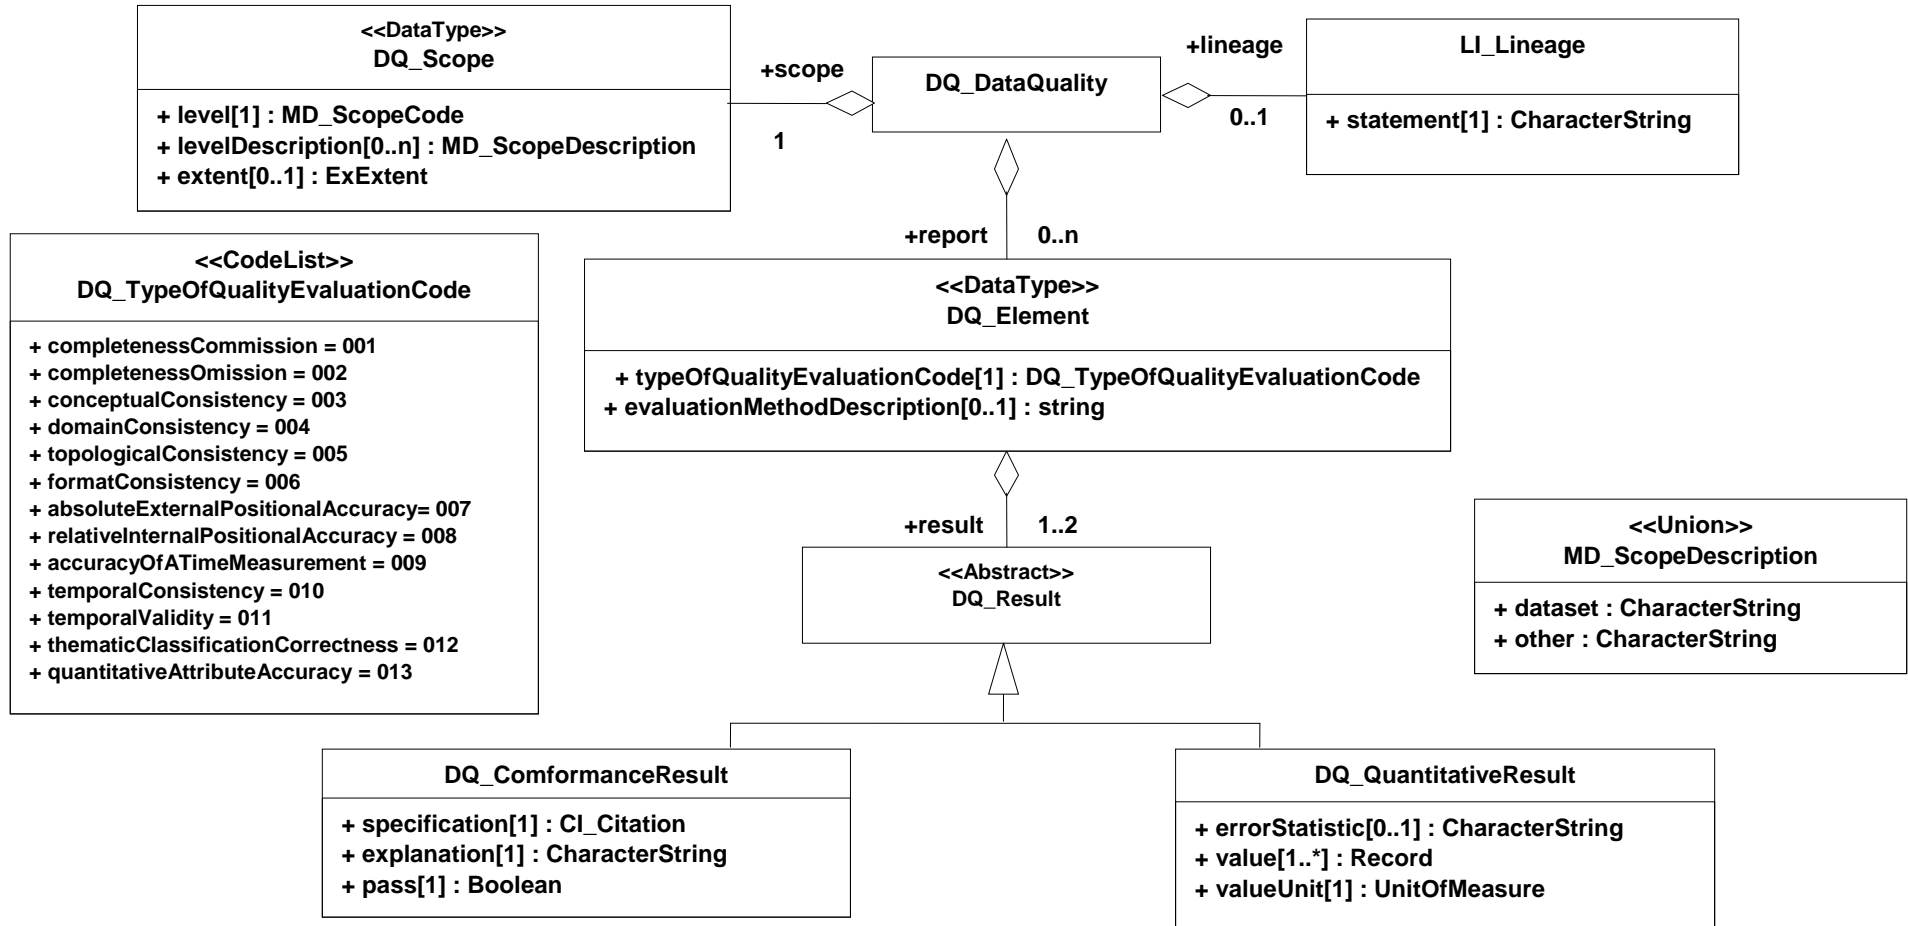 <<DataType>>
DQ_Scope
+ level[1] : MD_ScopeCode
+ levelDescription[0..n] : MD_ScopeDescription
+ extent[0..1] : ExExtent
+scope
1
DQ_DataQuality
+lineage
0..1
LI_Lineage
+ statement[1] : CharacterString
+report
0..n
<<CodeList>>
DQ_TypeOfQualityEvaluationCode
+ completenessCommission = 001
+ completenessOmission = 002
+ conceptualConsistency = 003
+ domainConsistency = 004
+ topologicalConsistency = 005
+ formatConsistency = 006
+ absoluteExternalPositionalAccuracy= 007
+ relativeInternalPositionalAccuracy = 008
+ accuracyOfATimeMeasurement = 009
+ temporalConsistency = 010
+ temporalValidity = 011
+ thematicClassificationCorrectness = 012
+ quantitativeAttributeAccuracy = 013
<<DataType>>
DQ_Element
+ typeOfQualityEvaluationCode[1] : DQ_TypeOfQualityEvaluationCode
+ evaluationMethodDescription[0..1] : string
+result
1..2
<<Abstract>>
DQ_Result
<<Union>>
MD_ScopeDescription
+ dataset : CharacterString
+ other : CharacterString
DQ_ComformanceResult
+ specification[1] : CI_Citation
+ explanation[1] : CharacterString
+ pass[1] : Boolean
DQ_QuantitativeResult
+ errorStatistic[0..1] : CharacterString
+ value[1..*] : Record
+ valueUnit[1] : UnitOfMeasure